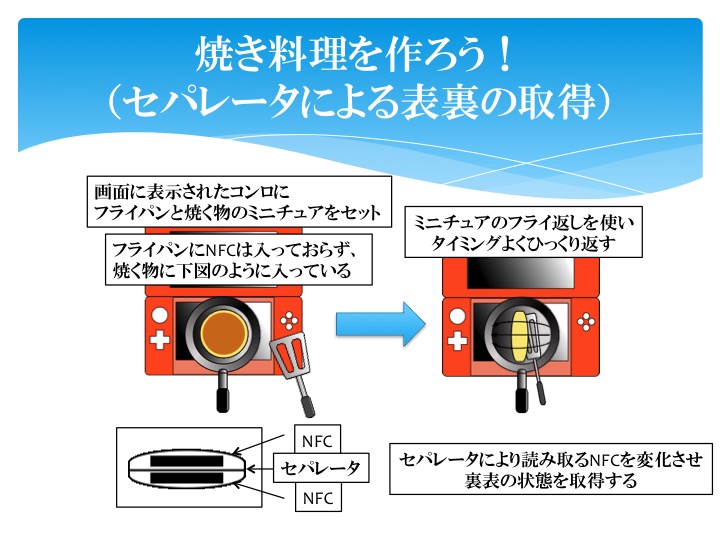 焼き料理を作ろう！
（セパレータによる表裏の取得）
画面に表示されたコンロに
フライパンと焼く物のミニチュアをセット
フライパンにNFCは入っておらず、
焼く物に下図のように入っている
ミニチュアのフライ返しを使い
タイミングよくひっくり返す
NFC
セパレータ
NFC
セパレータにより読み取るNFCを変化させ
裏表の状態を取得する